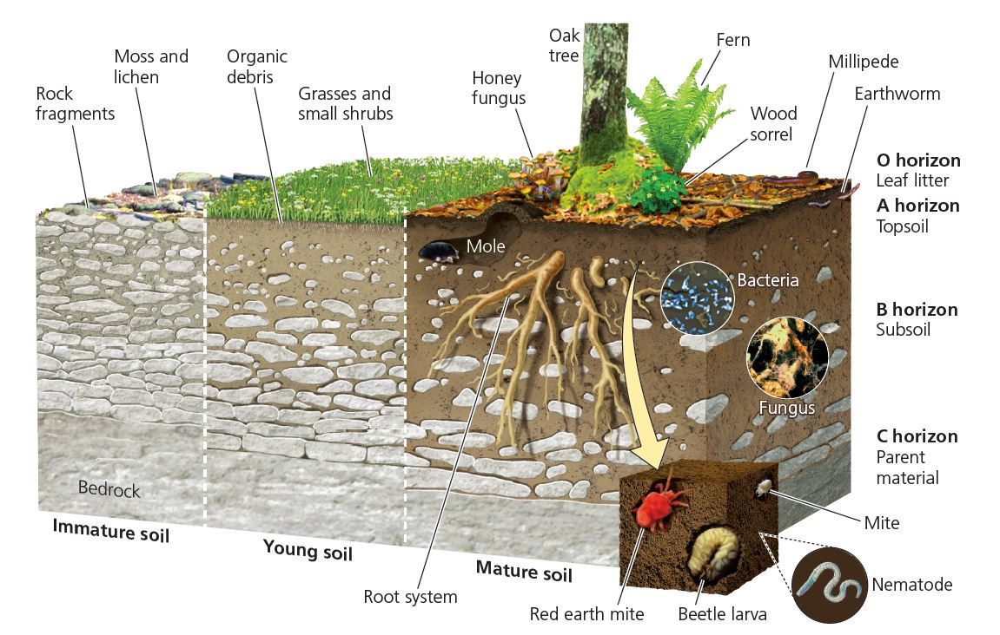 Rock
fragments
Moss and
lichen
Organic
debris
Grasses and
small shrubs
Honey
fungus
Oak
tree
Fern
Wood
sorrel
Millipede
Earthworm
O horizon
Leaf litter
A horizon
Topsoil
B horizon
Subsoil
C horizon
Parent
material
Mole
Bacteria
Fungus
Bedrock
Immature soil
Young soil
Mature soil
Root system
Red earth mite
Beetle larva
Mite
Nematode